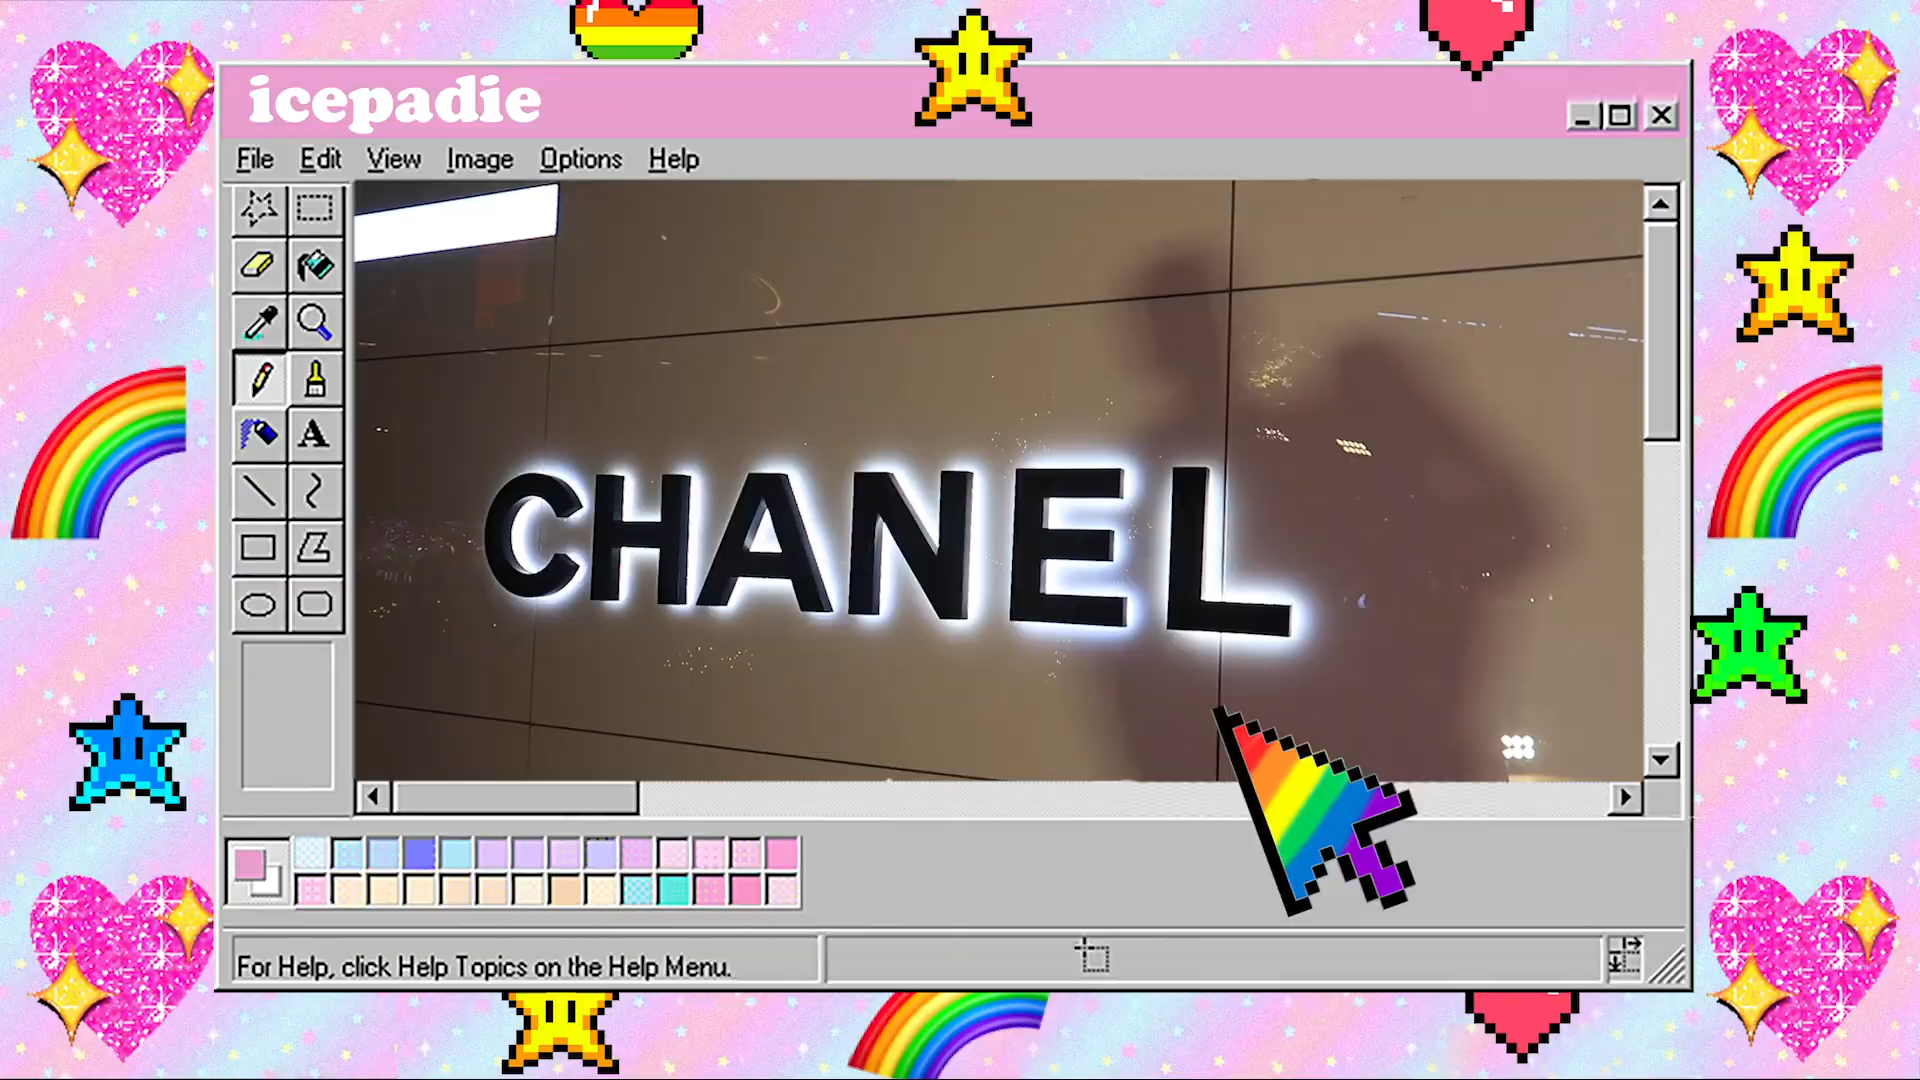 icepadie
File Edit View Image Options Help
A
CHANEL
For Help, click Help Topics on the Help Menu.